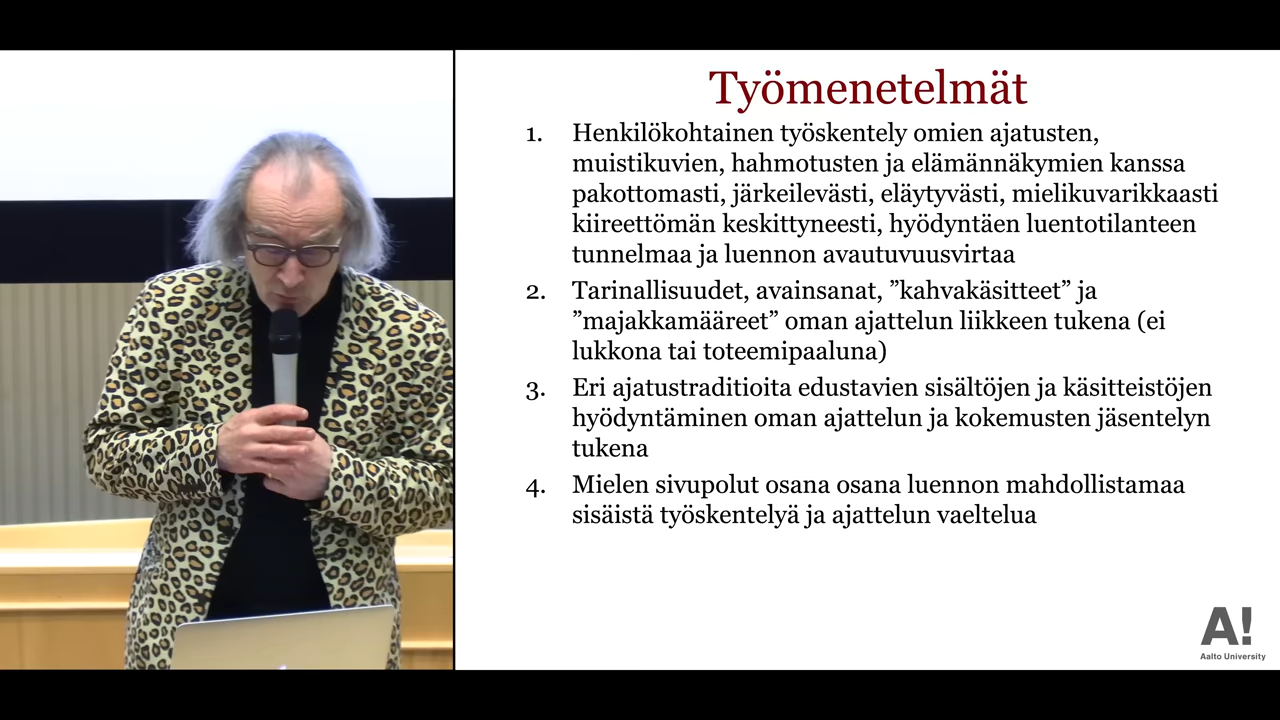 Työmenetelmät
1. Henkilökohtainen työskentely omien ajatusten,
muistikuvien, hahmotusten ja elämännäkymien kanssa
pakottomasti, järkeilevästi, eläytyvästi, mielikuvarikkaasti
kiireettömän keskittyneesti, hyödyntäen luentotilanteen
tunnelmaa ja luennon avautuvuusvirtaa
2. Tarinallisuudet, avainsanat, ”kahvakäsitteet” ja
”majakkamääreet” oman ajattelun liikkeen tukena (ei
lukkona tai toteemipaaluna)
3. Eri ajatustraditioita edustavien sisältöjen ja käsitteistöjen
hyödyntäminen oman ajattelun ja kokemusten jäsentelyn
tukena
4. Mielen sivupolut osana osana luennon mahdollistamaa
sisäistä työskentelyä ja ajattelun vaeltelua
A!
Aalto University